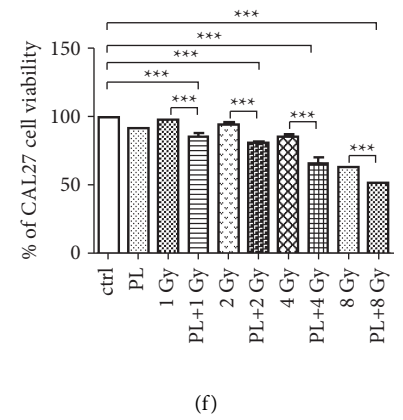 ***
***
***
***
***
***
***
***
150
100
50
0
% of CAL27 cell viability
ctrl
PL
1 Gy
PL+1 Gy
2 Gy
PL+2 Gy
4 Gy
PL+4 Gy
8 Gy
PL+8 Gy
(f)